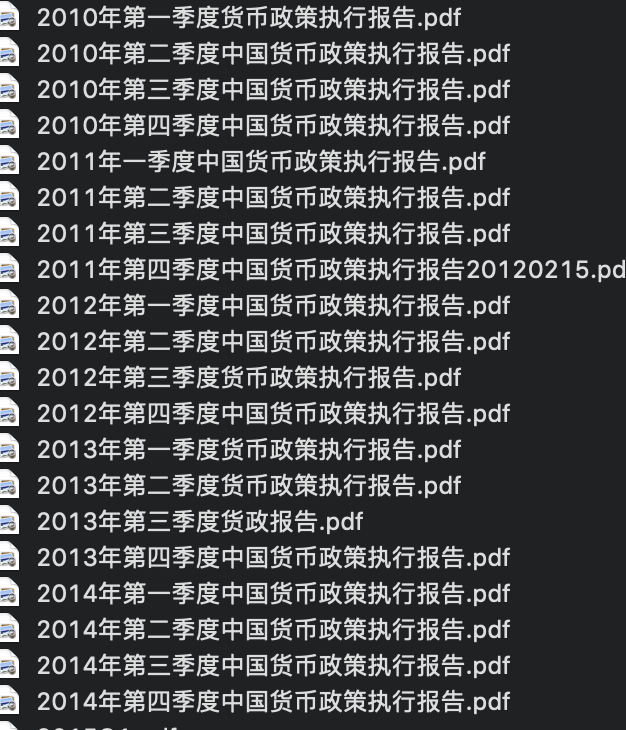 2010年第一季度货币政策执行报告.pdf
2010年第二季度中国货币政策执行报告.pdf
2010年第三季度中国货币政策执行报告.pdf
2010年第四季度中国货币政策执行报告.pdf
2011年一季度中国货币政策执行报告.pdf
2011年第二季度中国货币政策执行报告.pdf
2011年第三季度中国货币政策执行报告.pdf
2011年第四季度中国货币政策执行报告20120215.pd
2012年第一季度中国货币政策执行报告.pdf
2012年第二季度中国货币政策执行报告.pdf
2012年第三季度货币政策执行报告.pdf
2012年第四季度中国货币政策执行报告.pdf
2013年第一季度货币政策执行报告.pdf
2013年第二季度货币政策执行报告.pdf
2013年第三季度货政报告.pdf
2013年第四季度中国货币政策执行报告.pdf
2014年第一季度中国货币政策执行报告.pdf
2014年第二季度中国货币政策执行报告.pdf
2014年第三季度中国货币政策执行报告.pdf
2014年第四季度中国货币政策执行报告.pdf